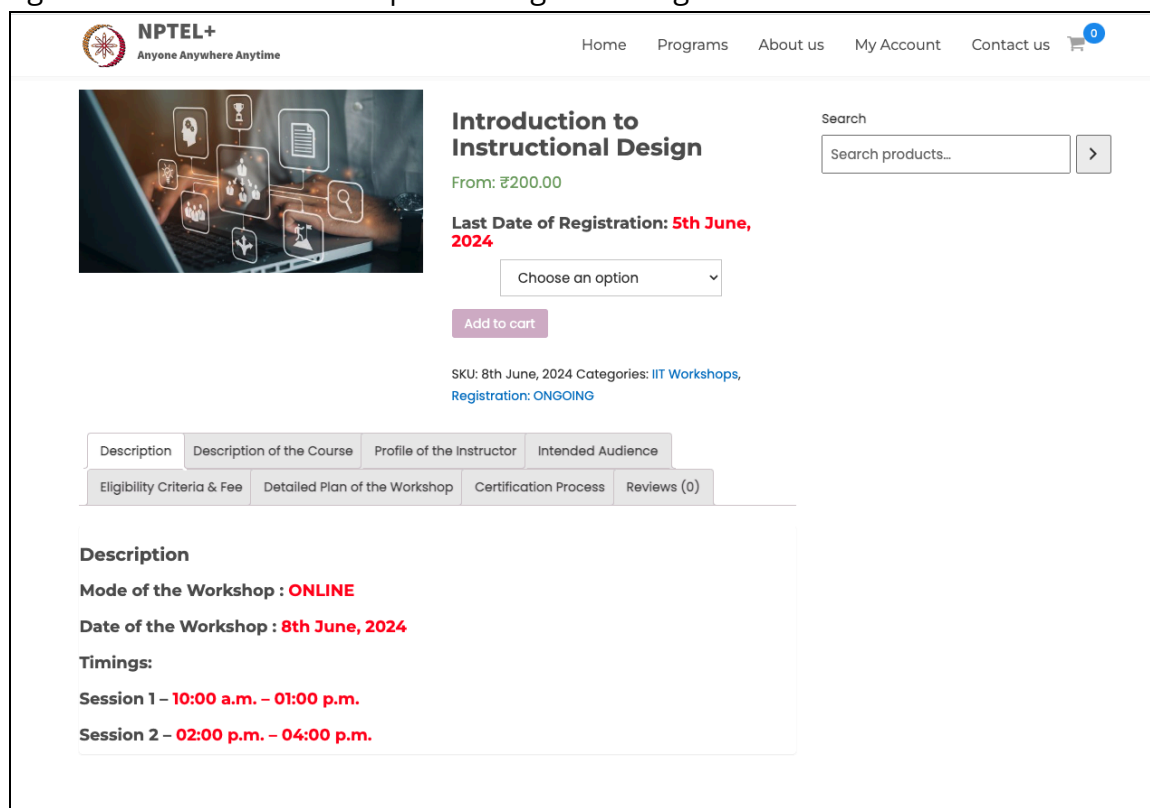 NPTEL+
Anyone Anywhere Anytime
Home Programs About us My Account Contact us 0
Introduction to
Instructional Design
From: ₹200.00
Last Date of Registration: 5th June,
2024
Choose an option
Add to cart
SKU: 8th June, 2024 Categories: IIT Workshops,
Registration: ONGOING
Search
Search products…
Description Description of the Course Profile of the Instructor Intended Audience
Eligibility Criteria & Fee Detailed Plan of the Workshop Certification Process Reviews (0)
Description
Mode of the Workshop : ONLINE
Date of the Workshop : 8th June, 2024
Timings:
Session 1 – 10:00 a.m. – 01:00 p.m.
Session 2 – 02:00 p.m. – 04:00 p.m.